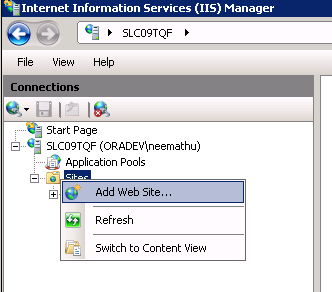 Internet Information Services (IIS) Manager
SLC09TQF
File View Help
Connections
Start Page
SLC09TQF (ORADEV\neemathu)
Application Pools
Sites
Add Web Site...
Refresh
Switch to Content View